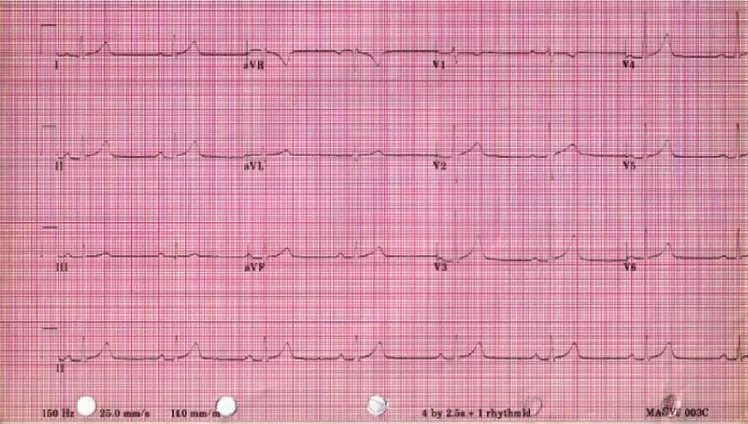 I aVR V1 V4
II aVL V2 V5
III aVF V3 V6
II
150 Hz 25.0 mm/s 4 by 2.5s + 1 rhythm ld 003C